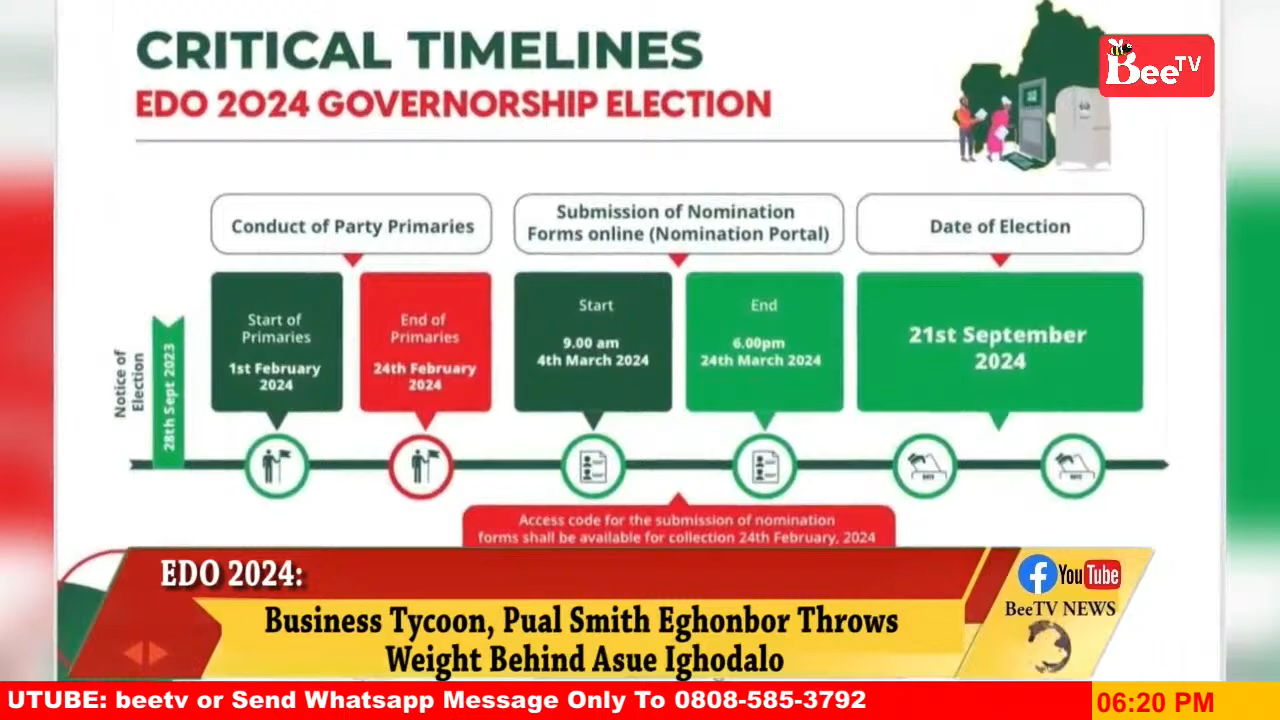 CRITICAL TIMELINES
EDO 2024 GOVERNORSHIP ELECTION
BeeTV
Conduct of Party Primaries
Submission of Nomination
Forms online (Nomination Portal)
Date of Election
Notice of
Election
28th Sept 2023
Start of
Primaries
1st February
2024
End of
Primaries
24th February
2024
Start
9.00 am
4th March 2024
End
6.00pm
24th March 2024
21st September
2024
Access code for the submission of nomination
forms shall be available for collection 24th February, 2024
EDO 2024:
Business Tycoon, Pual Smith Eghonbor Throws
Weight Behind Asue Ighodalo
f YouTube
BeeTV NEWS
UTUBE: beetv or Send Whatsapp Message Only To 0808-585-3792
06:20 PM